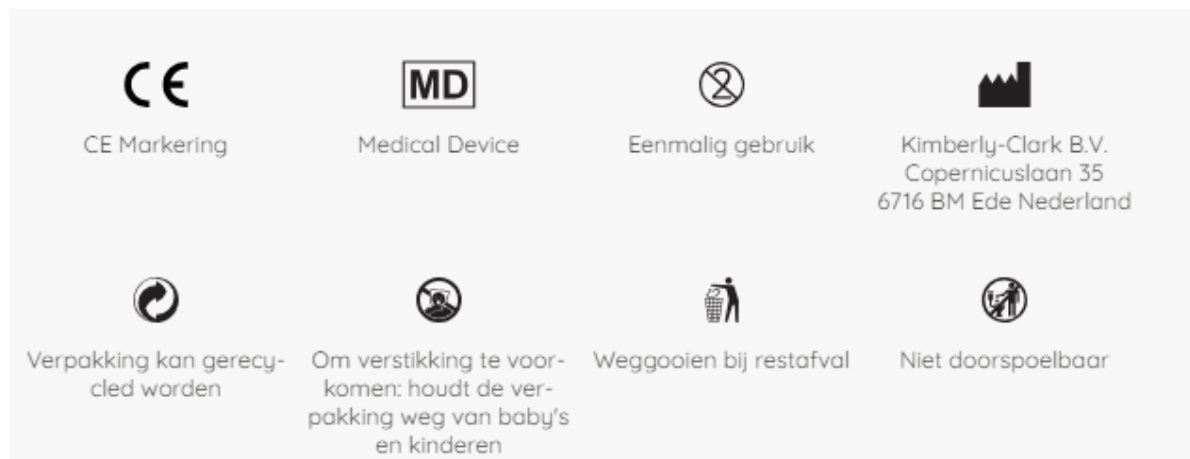 CE
MD
2
CE Markering
Medical Device
Eenmalig gebruik
Kimberly-Clark B.V.
Copernicuslaan 35
6716 BM Ede Nederland
Verpakking kan gerecy-
cled worden
Om verstikking te voor-
komen: houdt de ver-
pakking weg van baby's
en kinderen
Weggooien bij restafval
Niet doorspoelbaar